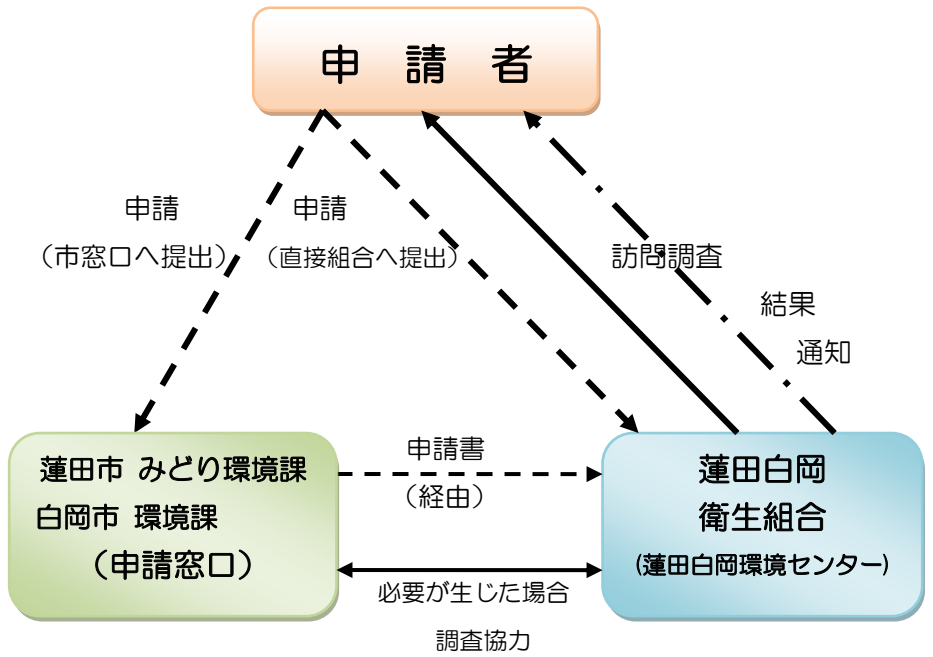 申 請 者
申請
（市窓口へ提出）
申請
（直接組合へ提出）
訪問調査
結果
通知
蓮田市 みどり環境課
白岡市 環境課
（申請窓口）
申請書
（経由）
蓮田白岡
衛生組合
(蓮田白岡環境センター)
必要が生じた場合
調査協力